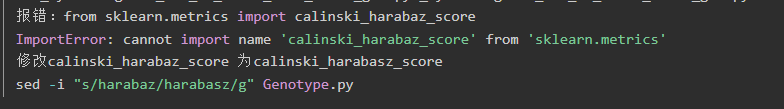 报错：from sklearn.metrics import calinski_harabaz_score
ImportError: cannot import name 'calinski_harabaz_score' from 'sklearn.metrics'
修改calinski_harabaz_score 为calinski_harabasz_score
sed -i "s/harabaz/harabasz/g" Genotype.py